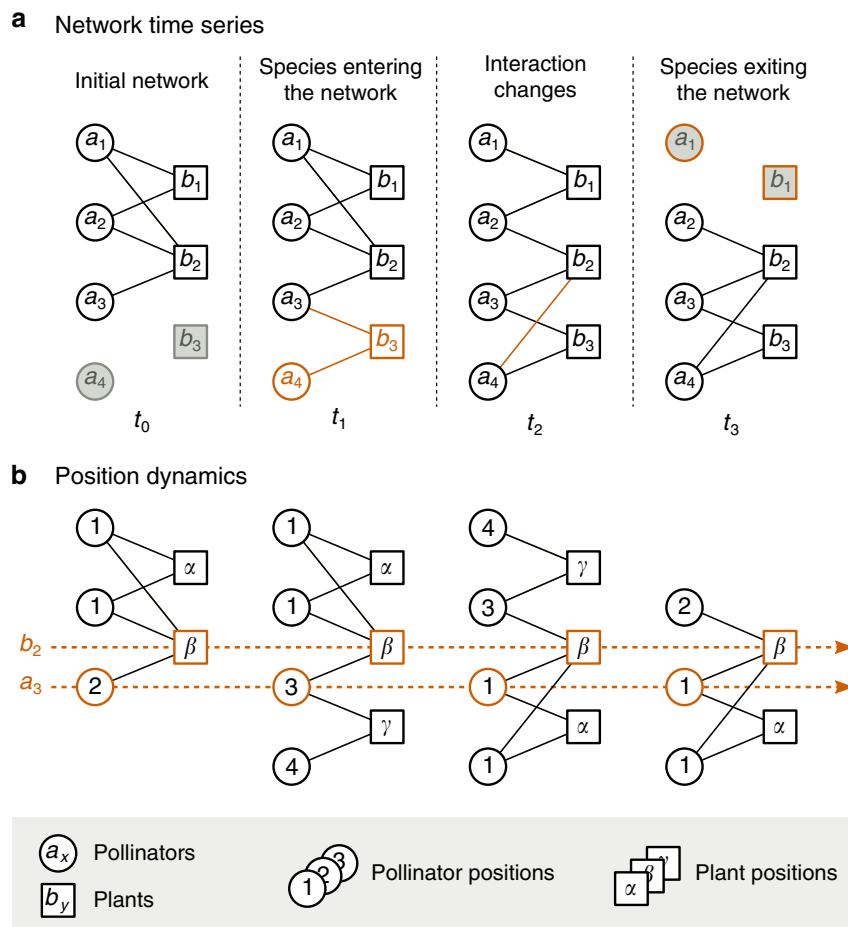 a Network time series
Initial network
Species entering
the network
Interaction
changes
Species exiting
the network
a1 a1 a1 a1
b1 b1 b1 b1
a2 a2 a2 a2
b2 b2 b2 b2
a3 a3 a3 a3
b3 b3 b3 b3
a4 a4 a4 a4
t0 t1 t2 t3
b Position dynamics
1 1 4
α α γ
1 1 3 2
b2 β β β β
a3 2 3 1 1
γ α α
4 1 1
ax Pollinators
by Plants
1 2 3 Pollinator positions
α β γ Plant positions